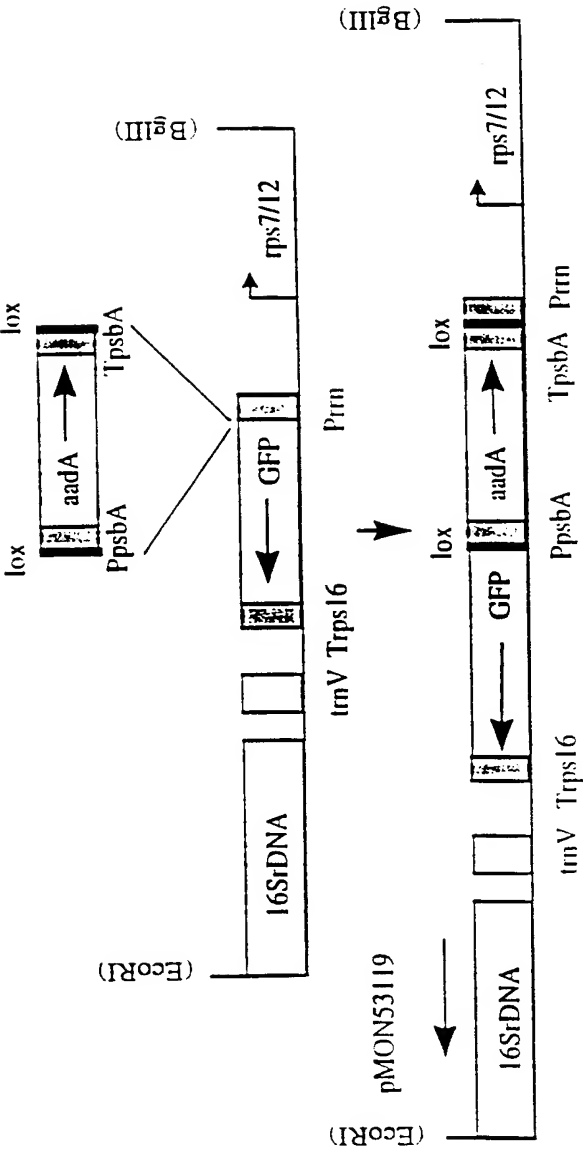 lox lox
aadA
PpsbA TpsbA
(EcoRI) (BglII)
16SrDNA GFP rps7/12
trnV Trps16 Prrn
pMON53119
(EcoRI) lox lox (BglII)
16SrDNA GFP aadA rps7/12
trnV Trps16 PpsbA TpsbA Prrn